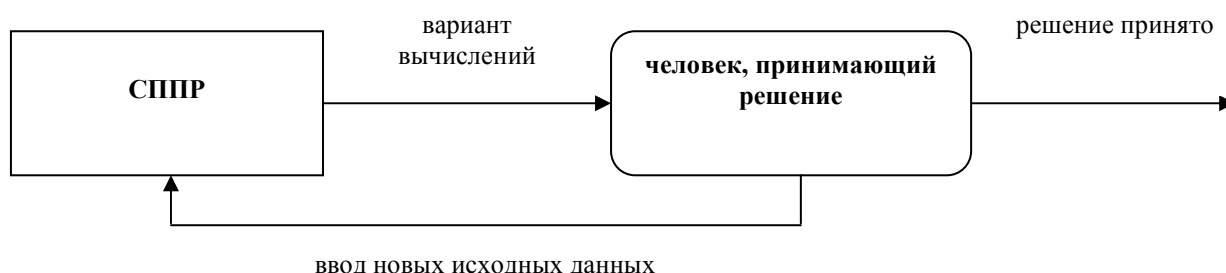 вариант
вычислений
решение принято
СППР
человек, принимающий
решение
ввод новых исходных данных